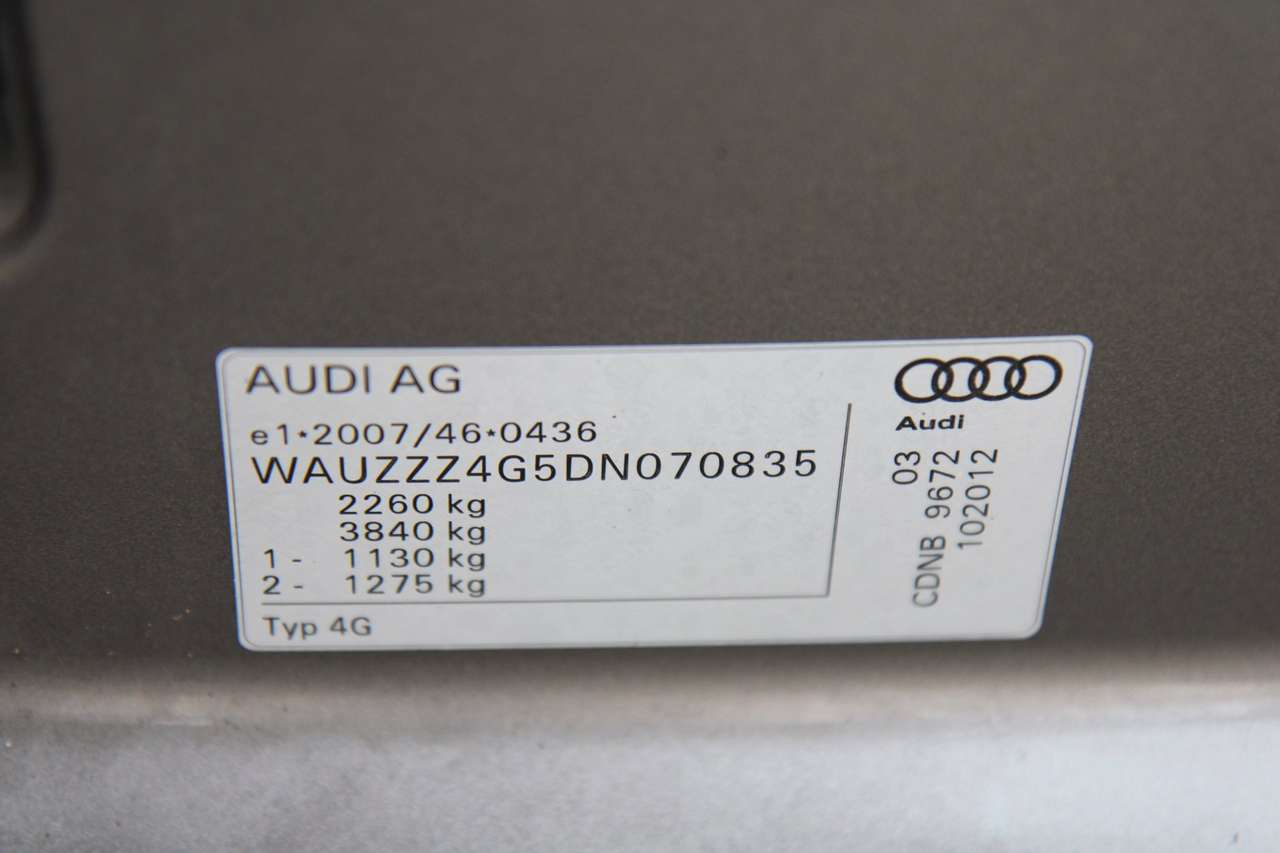 AUDI AG
e1*2007/46*0436
WAUZZZ4G5DN070835
2260 kg
3840 kg
1 - 1130 kg
2 - 1275 kg
Typ 4G
Audi
03
CDNB 9672
102012